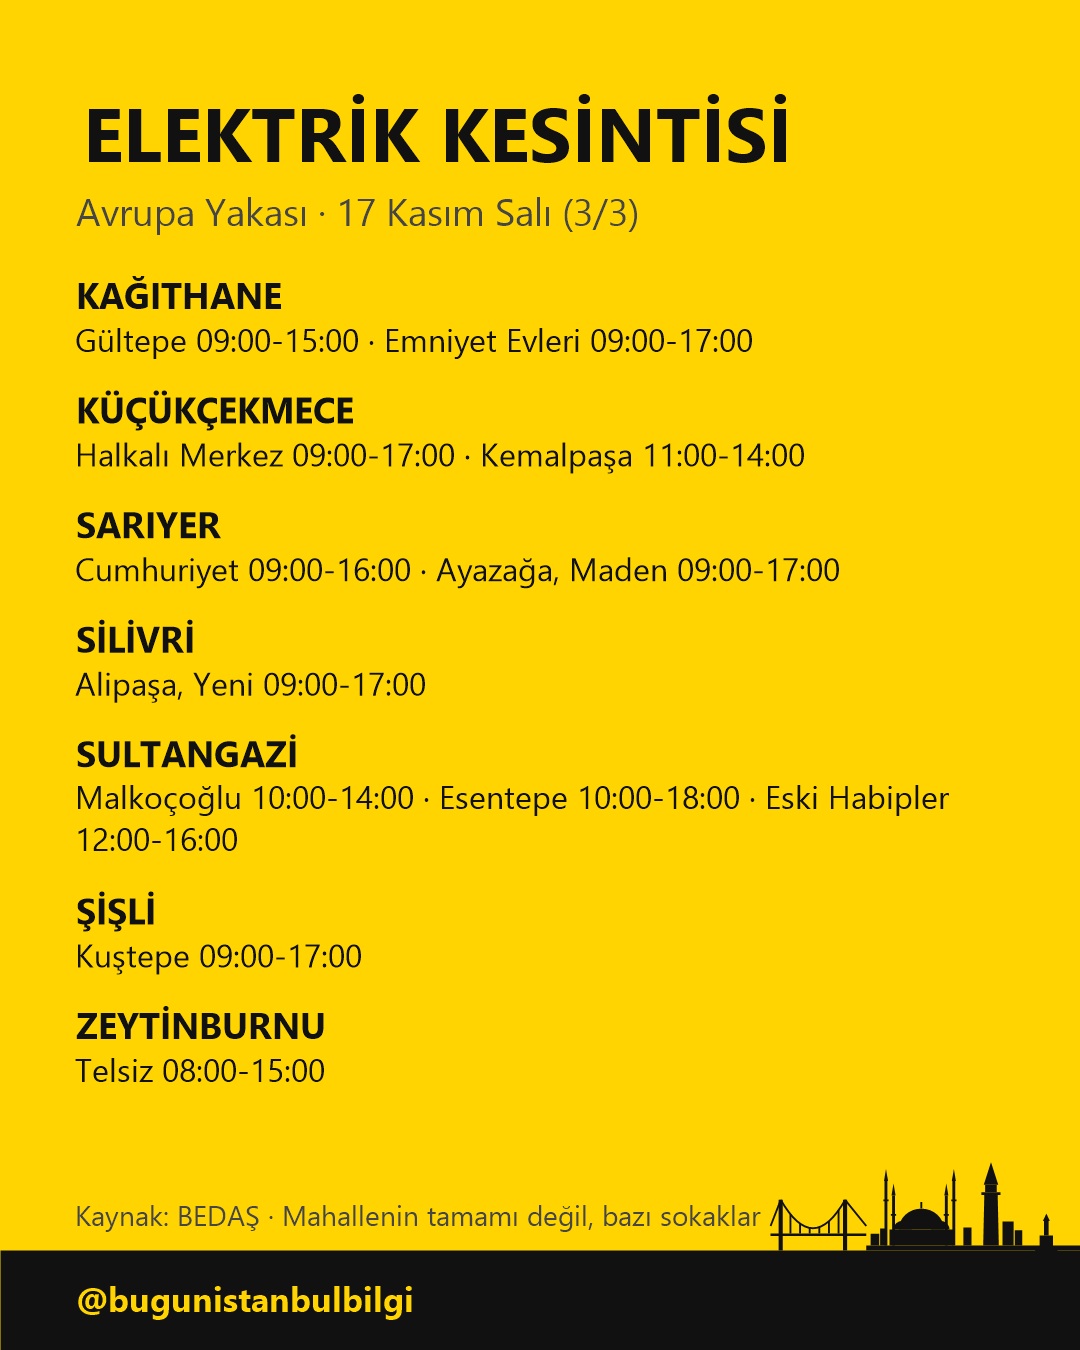 ELEKTRİK KESİNTİSİ
Avrupa Yakası · 17 Kasım Salı (3/3)
KAĞITHANE
Gültepe 09:00-15:00 · Emniyet Evleri 09:00-17:00
KÜÇÜKÇEKMECE
Halkalı Merkez 09:00-17:00 · Kemalpaşa 11:00-14:00
SARIYER
Cumhuriyet 09:00-16:00 · Ayazağa, Maden 09:00-17:00
SİLİVRİ
Alipaşa, Yeni 09:00-17:00
SULTANGAZİ
Malkoçoğlu 10:00-14:00 · Esentepe 10:00-18:00 · Eski Habipler
12:00-16:00
ŞİŞLİ
Kuştepe 09:00-17:00
ZEYTİNBURNU
Telsiz 08:00-15:00
Kaynak: BEDAŞ · Mahallenin tamamı değil, bazı sokaklar
@bugunistanbulbilgi